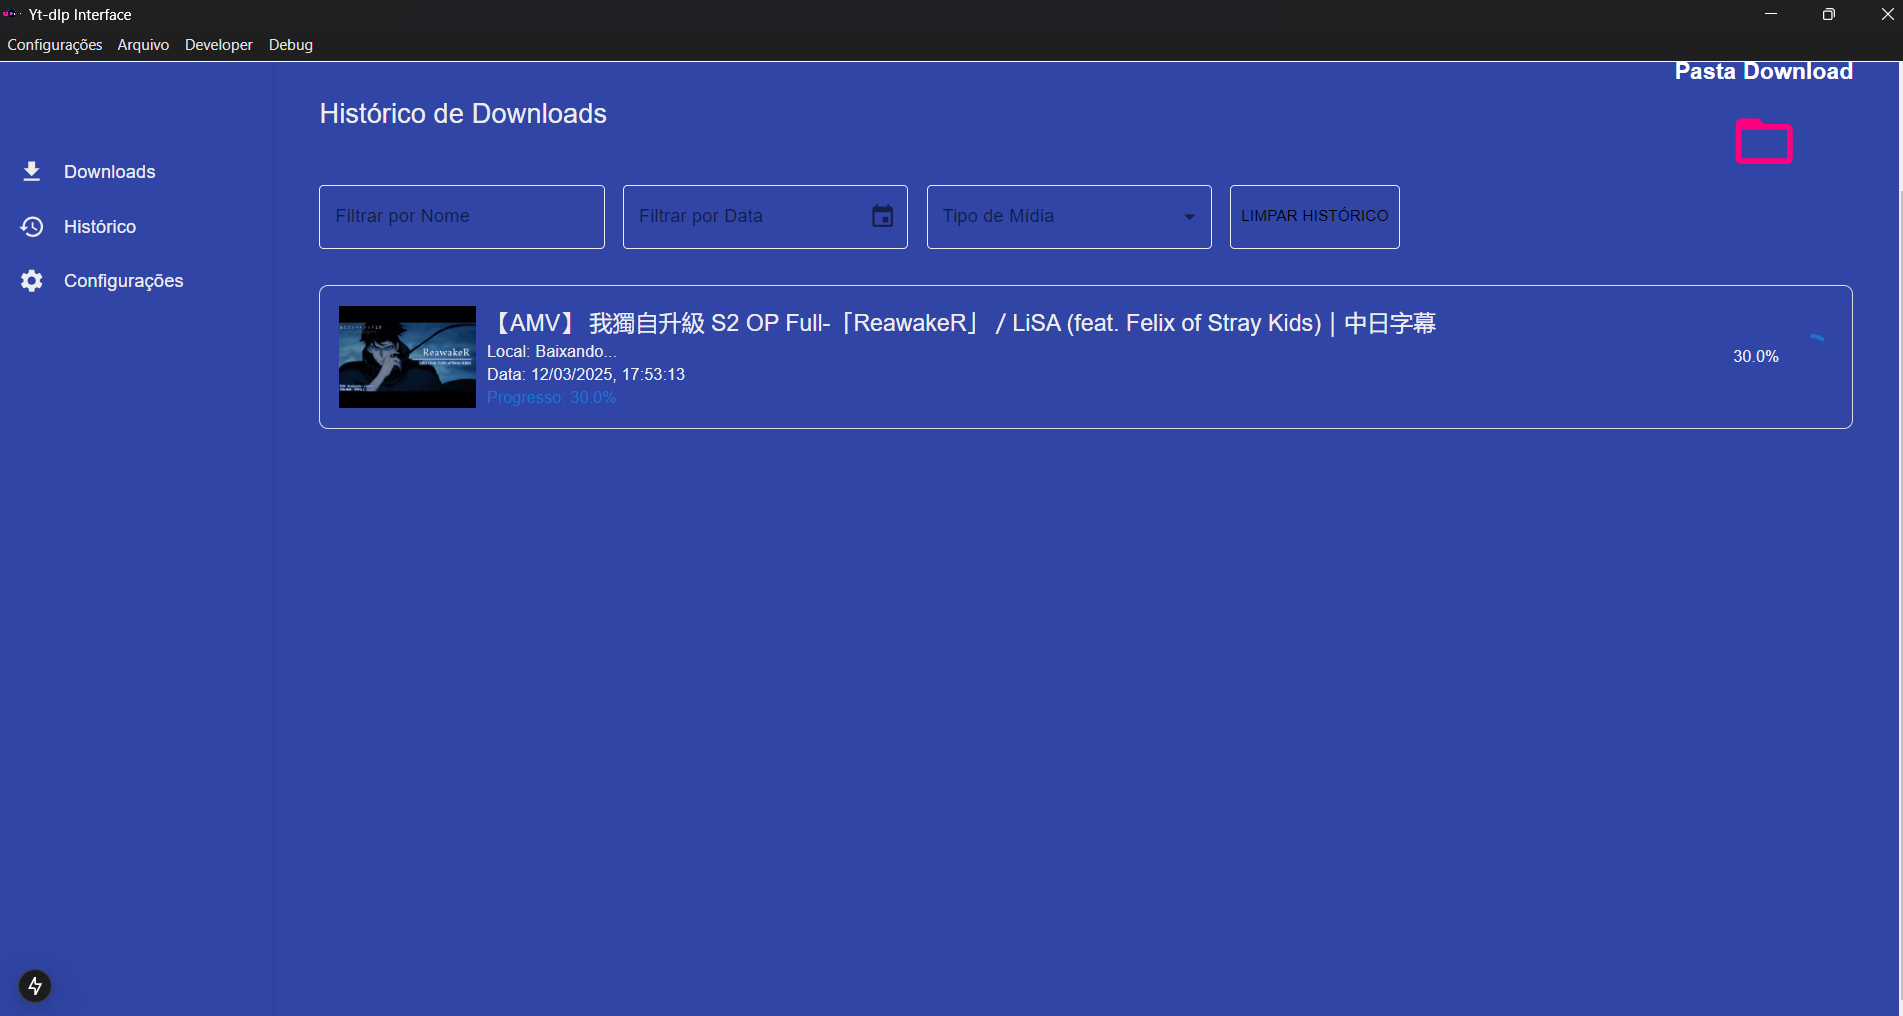 Yt-dlp Interface
Configurações Arquivo Developer Debug
Pasta Download
Histórico de Downloads
Downloads
Histórico
Configurações
Filtrar por Nome
Filtrar por Data
Tipo de Mídia
LIMPAR HISTÓRICO
【AMV】 我獨自升級 S2 OP Full-「ReawakeR」 / LiSA (feat. Felix of Stray Kids) | 中日字幕
Local: Baixando...
Data: 12/03/2025, 17:53:13
Progresso: 30.0%
30.0%
ReawakeR